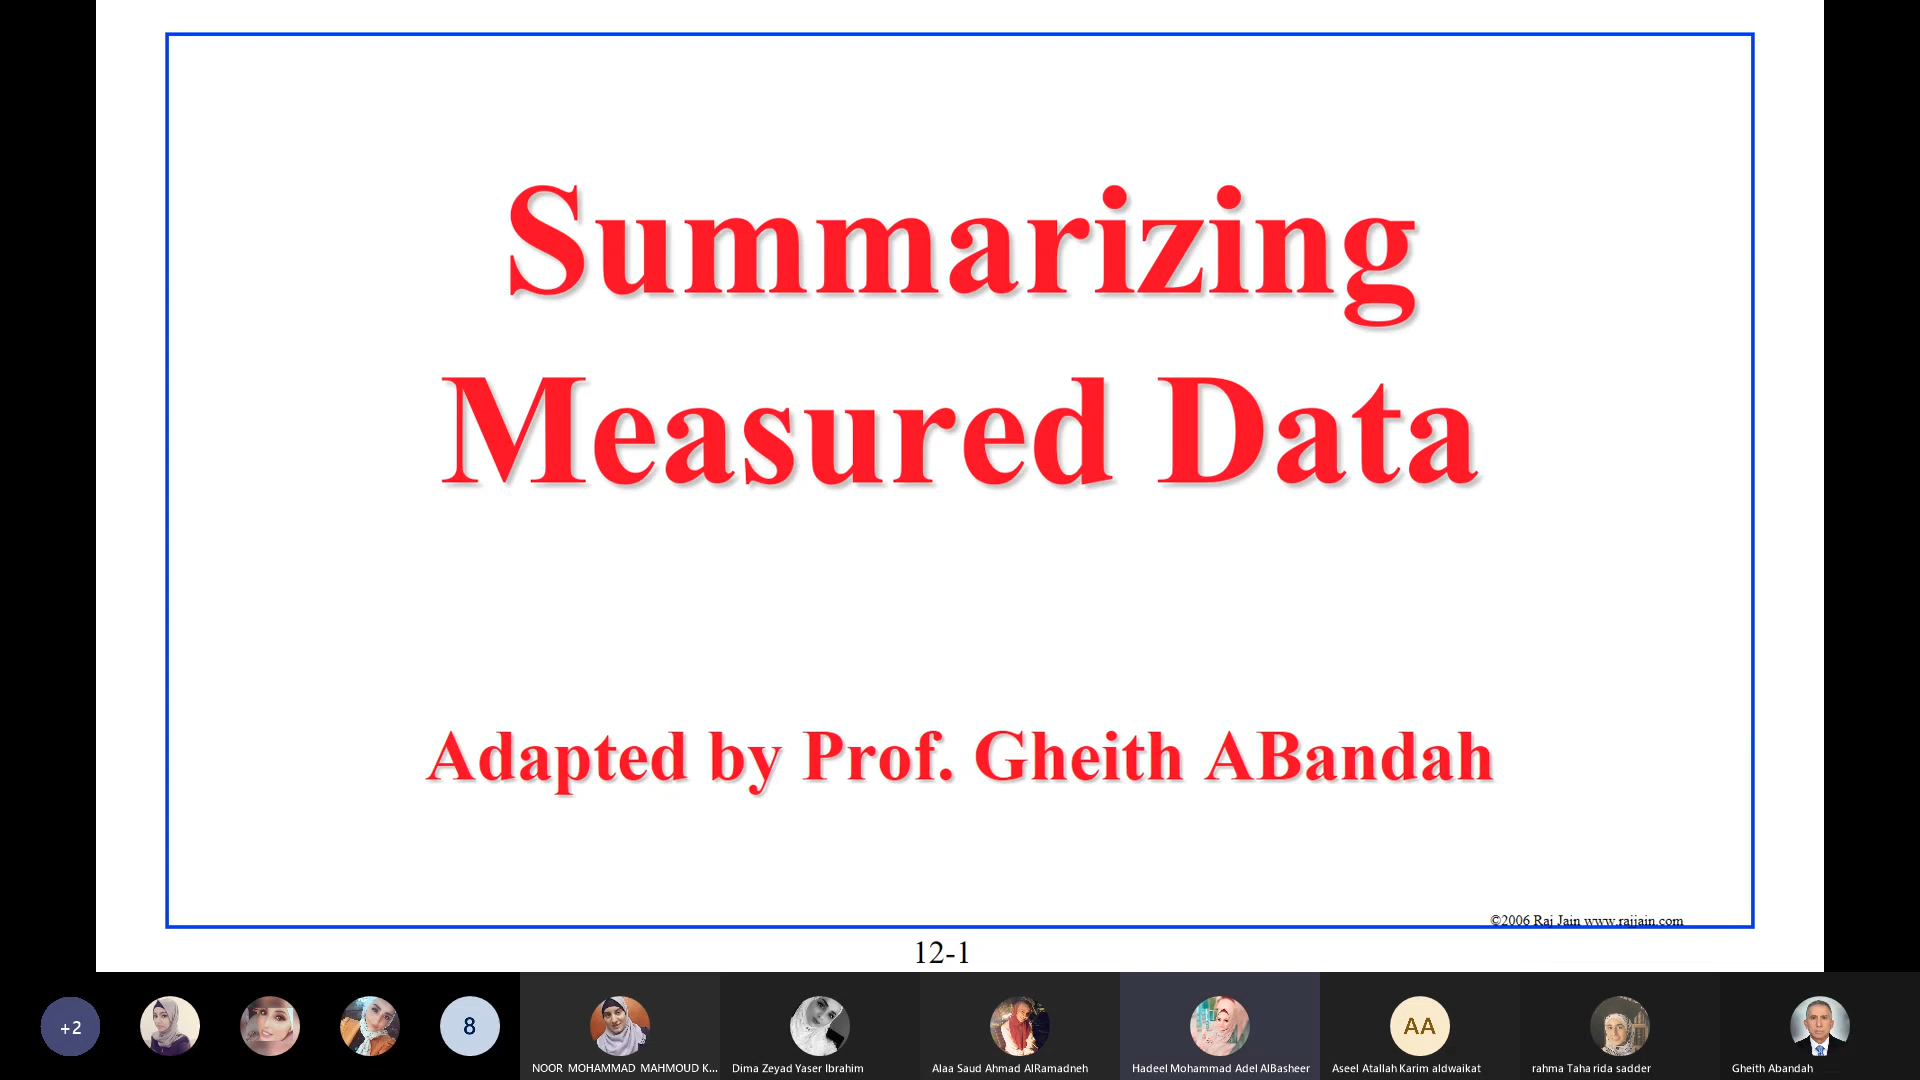 Summarizing
Measured Data
Adapted by Prof. Gheith ABandah
©2006 Raj Jain www.rajjain.com
12-1
+2
8
AA
NOOR MOHAMMAD MAHMOUD K...
Dima Zeyad Yaser Ibrahim
Alaa Saud Ahmad AlRamadneh
Hadeel Mohammad Adel AlBasheer
Aseel Atallah Karim aldwaikat
rahma Taha rida sadder
Gheith Abandah